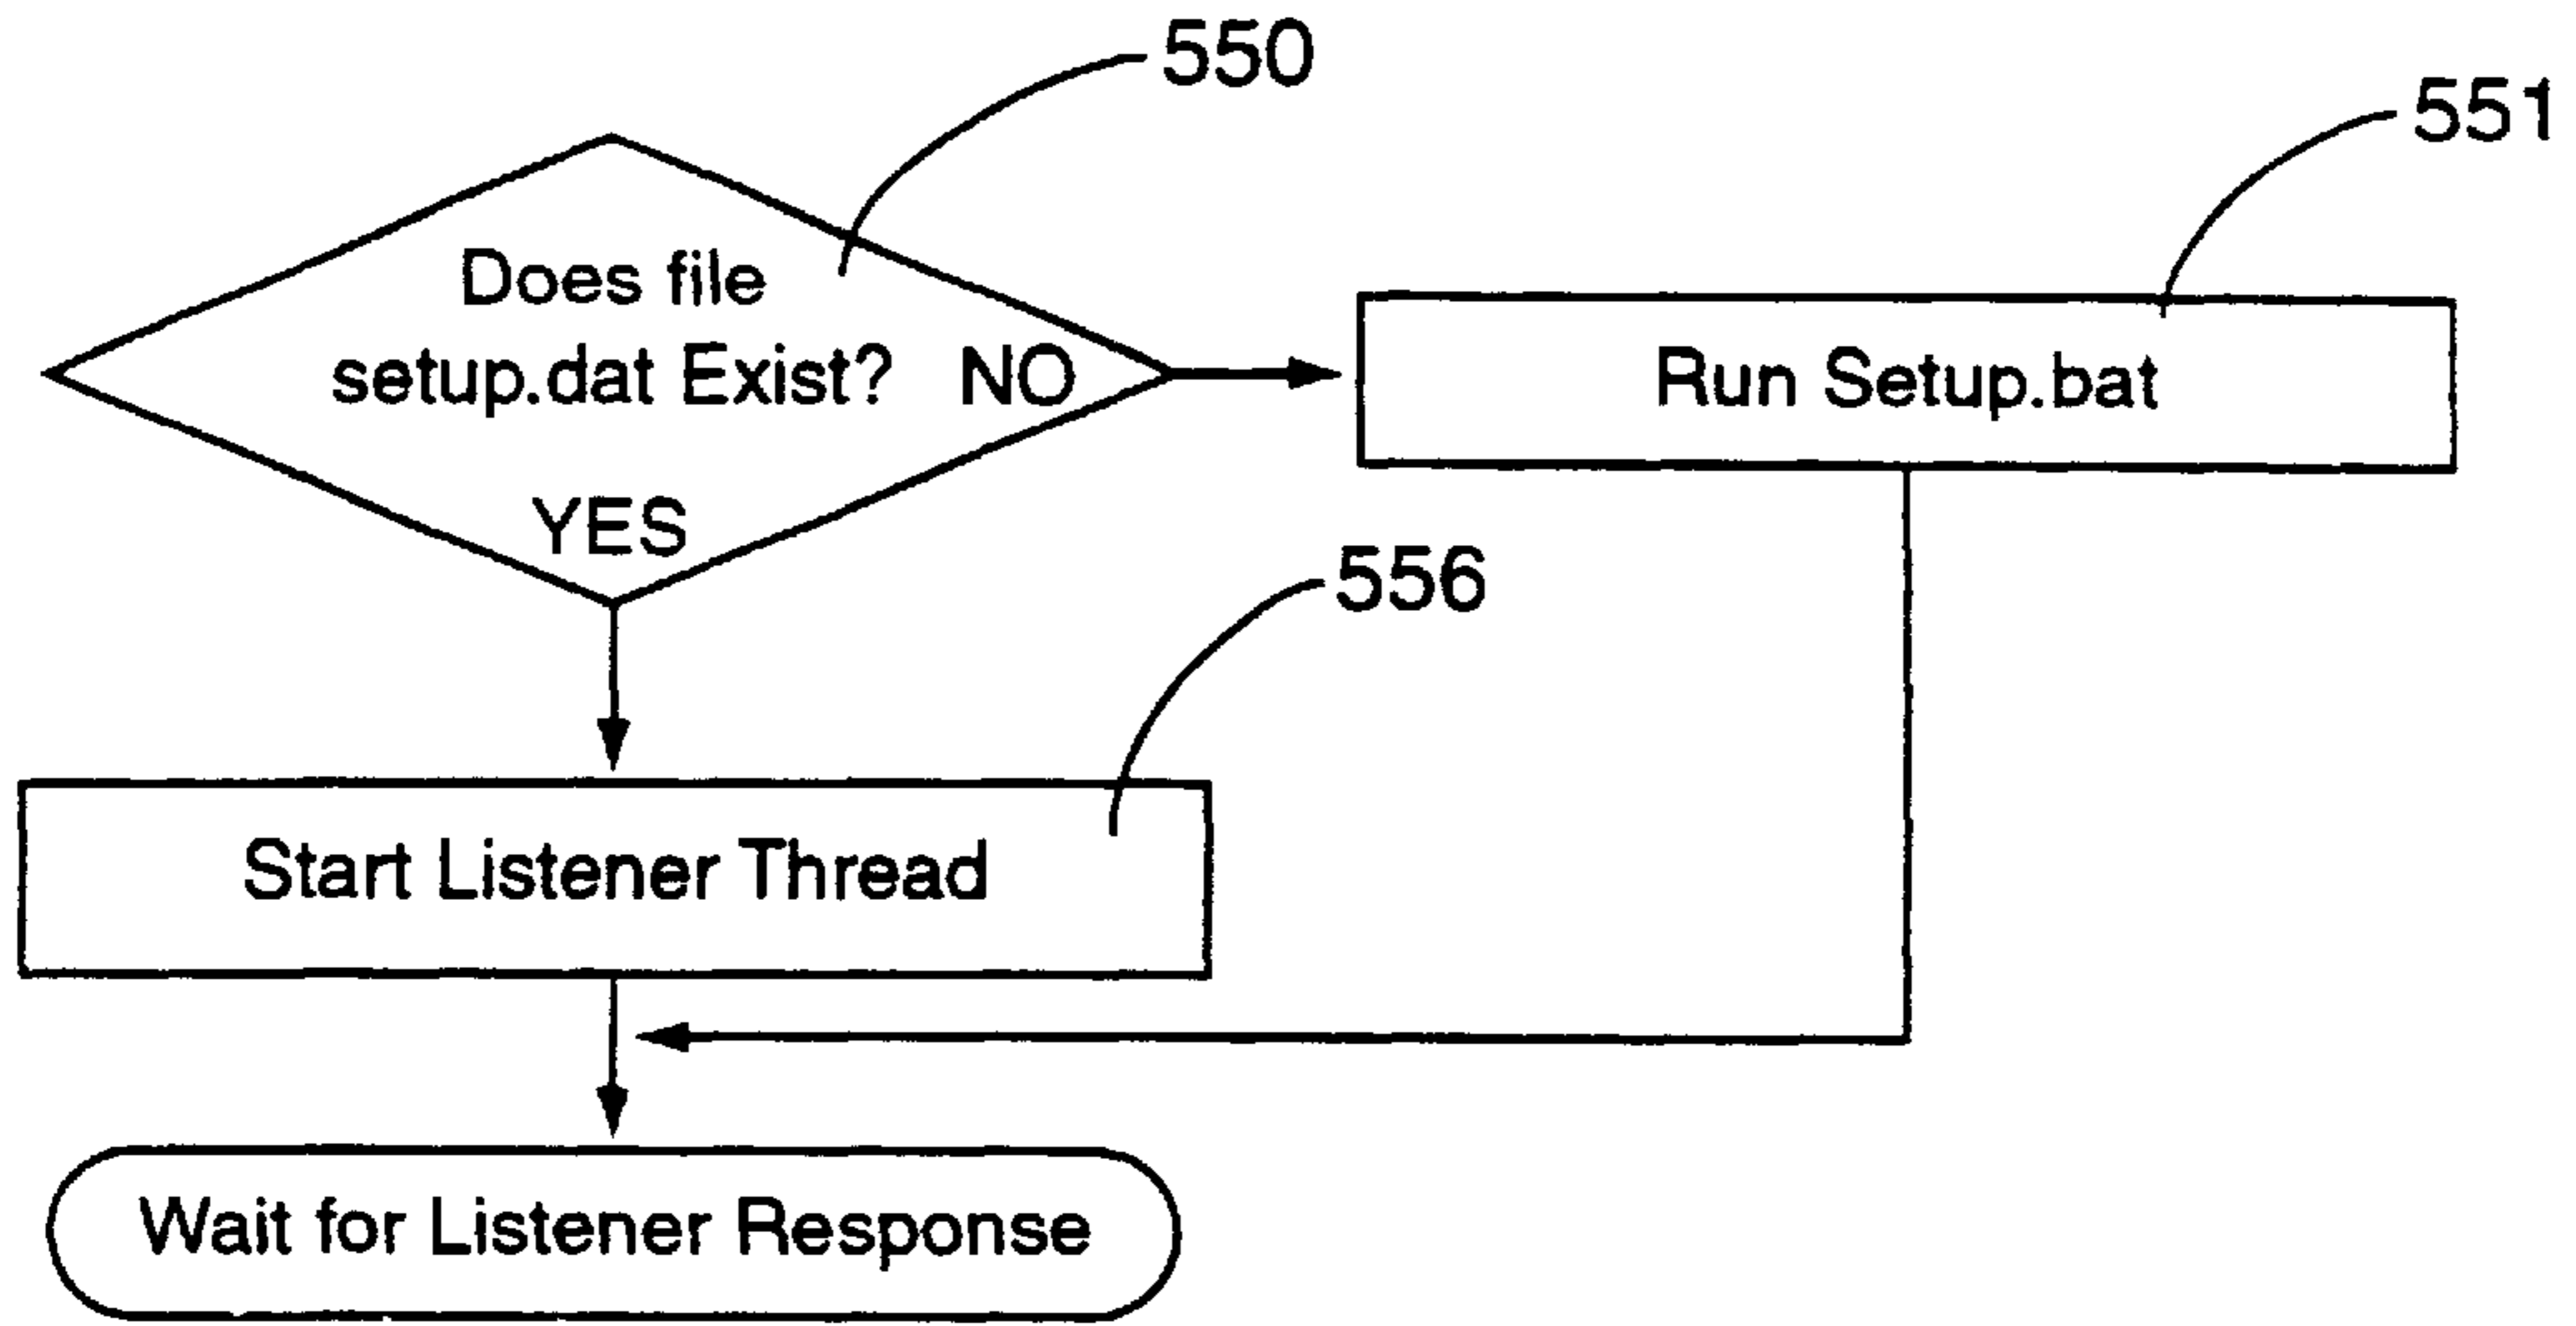 550
551
Does file
setup.dat Exist? NO
Run Setup.bat
YES
556
Start Listener Thread
Wait for Listener Response